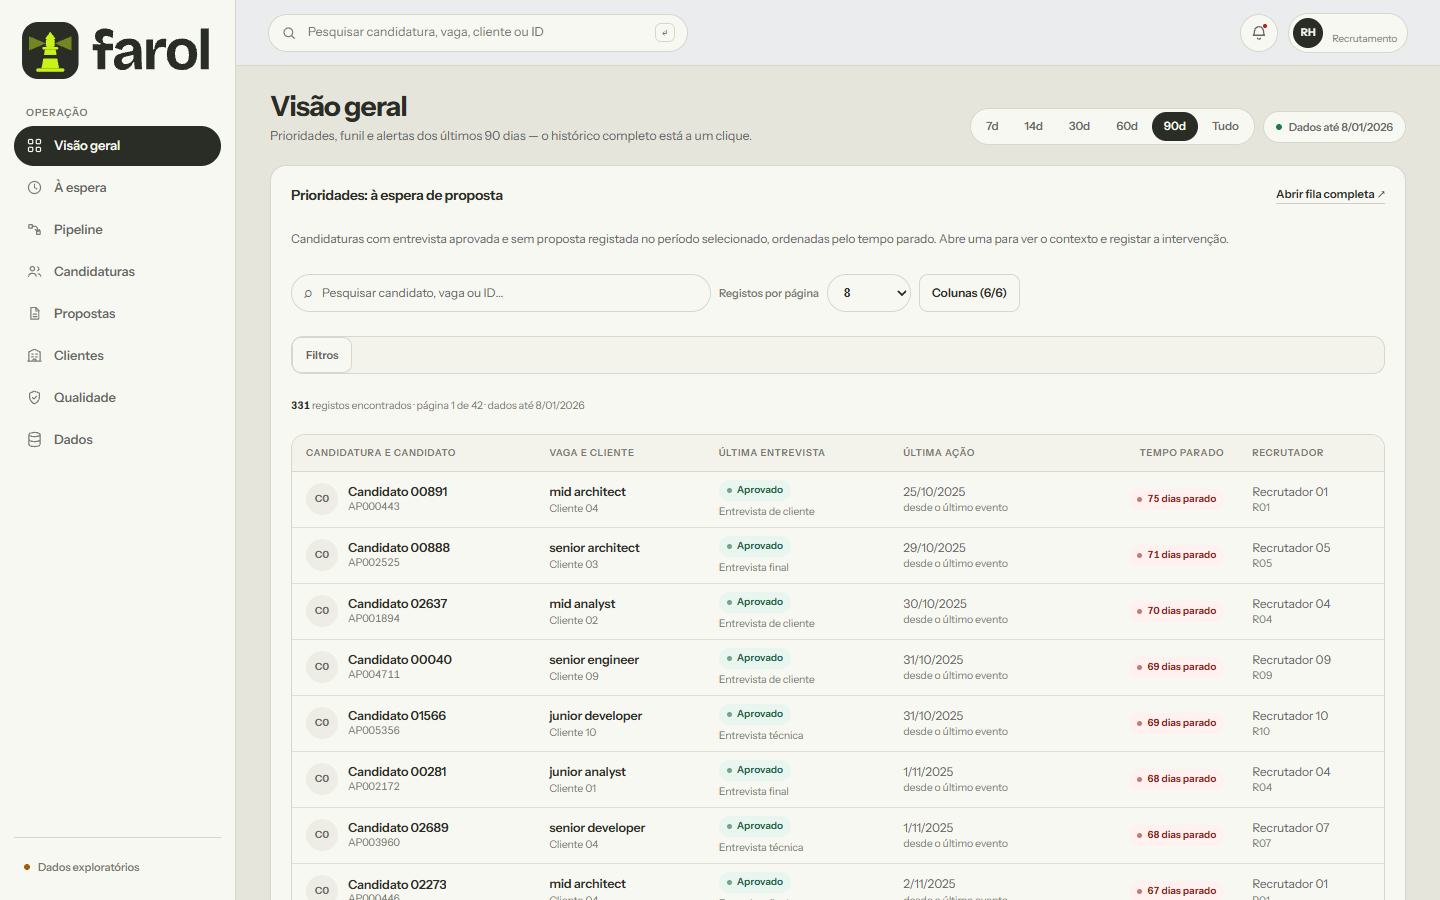 farol
Pesquisar candidatura, vaga, cliente ou ID
RH
Recrutamento
OPERAÇÃO
Visão geral
À espera
Pipeline
Candidaturas
Propostas
Clientes
Qualidade
Dados
Dados exploratórios
Visão geral
Prioridades, funil e alertas dos últimos 90 dias — o histórico completo está a um clique.
7d 14d 30d 60d 90d Tudo
Dados até 8/01/2026
Prioridades: à espera de proposta
Abrir fila completa ↗
Candidaturas com entrevista aprovada e sem proposta registada no período selecionado, ordenadas pelo tempo parado. Abre uma para ver o contexto e registar a intervenção.
Pesquisar candidato, vaga ou ID...
Registos por página
8
Colunas (6/6)
Filtros
331 registos encontrados · página 1 de 42 · dados até 8/01/2026
CANDIDATURA E CANDIDATO VAGA E CLIENTE ÚLTIMA ENTREVISTA ÚLTIMA AÇÃO TEMPO PARADO RECRUTADOR
CO Candidato 00891 mid architect Aprovado 25/10/2025 75 dias parado Recrutador 01
AP000443 Cliente 04 Entrevista de cliente desde o último evento R01
CO Candidato 00888 senior architect Aprovado 29/10/2025 71 dias parado Recrutador 05
AP002525 Cliente 03 Entrevista final desde o último evento R05
CO Candidato 02637 mid analyst Aprovado 30/10/2025 70 dias parado Recrutador 04
AP001894 Cliente 02 Entrevista de cliente desde o último evento R04
CO Candidato 00040 senior engineer Aprovado 31/10/2025 69 dias parado Recrutador 09
AP004711 Cliente 09 Entrevista de cliente desde o último evento R09
CO Candidato 01566 junior developer Aprovado 31/10/2025 69 dias parado Recrutador 10
AP005356 Cliente 10 Entrevista técnica desde o último evento R10
CO Candidato 00281 junior analyst Aprovado 1/11/2025 68 dias parado Recrutador 04
AP002172 Cliente 01 Entrevista final desde o último evento R04
CO Candidato 02689 senior developer Aprovado 1/11/2025 68 dias parado Recrutador 07
AP003960 Cliente 04 Entrevista técnica desde o último evento R07
CO Candidato 02273 mid architect Aprovado 2/11/2025 67 dias parado Recrutador 01
AP000446 Cliente 04 desde o último evento R01